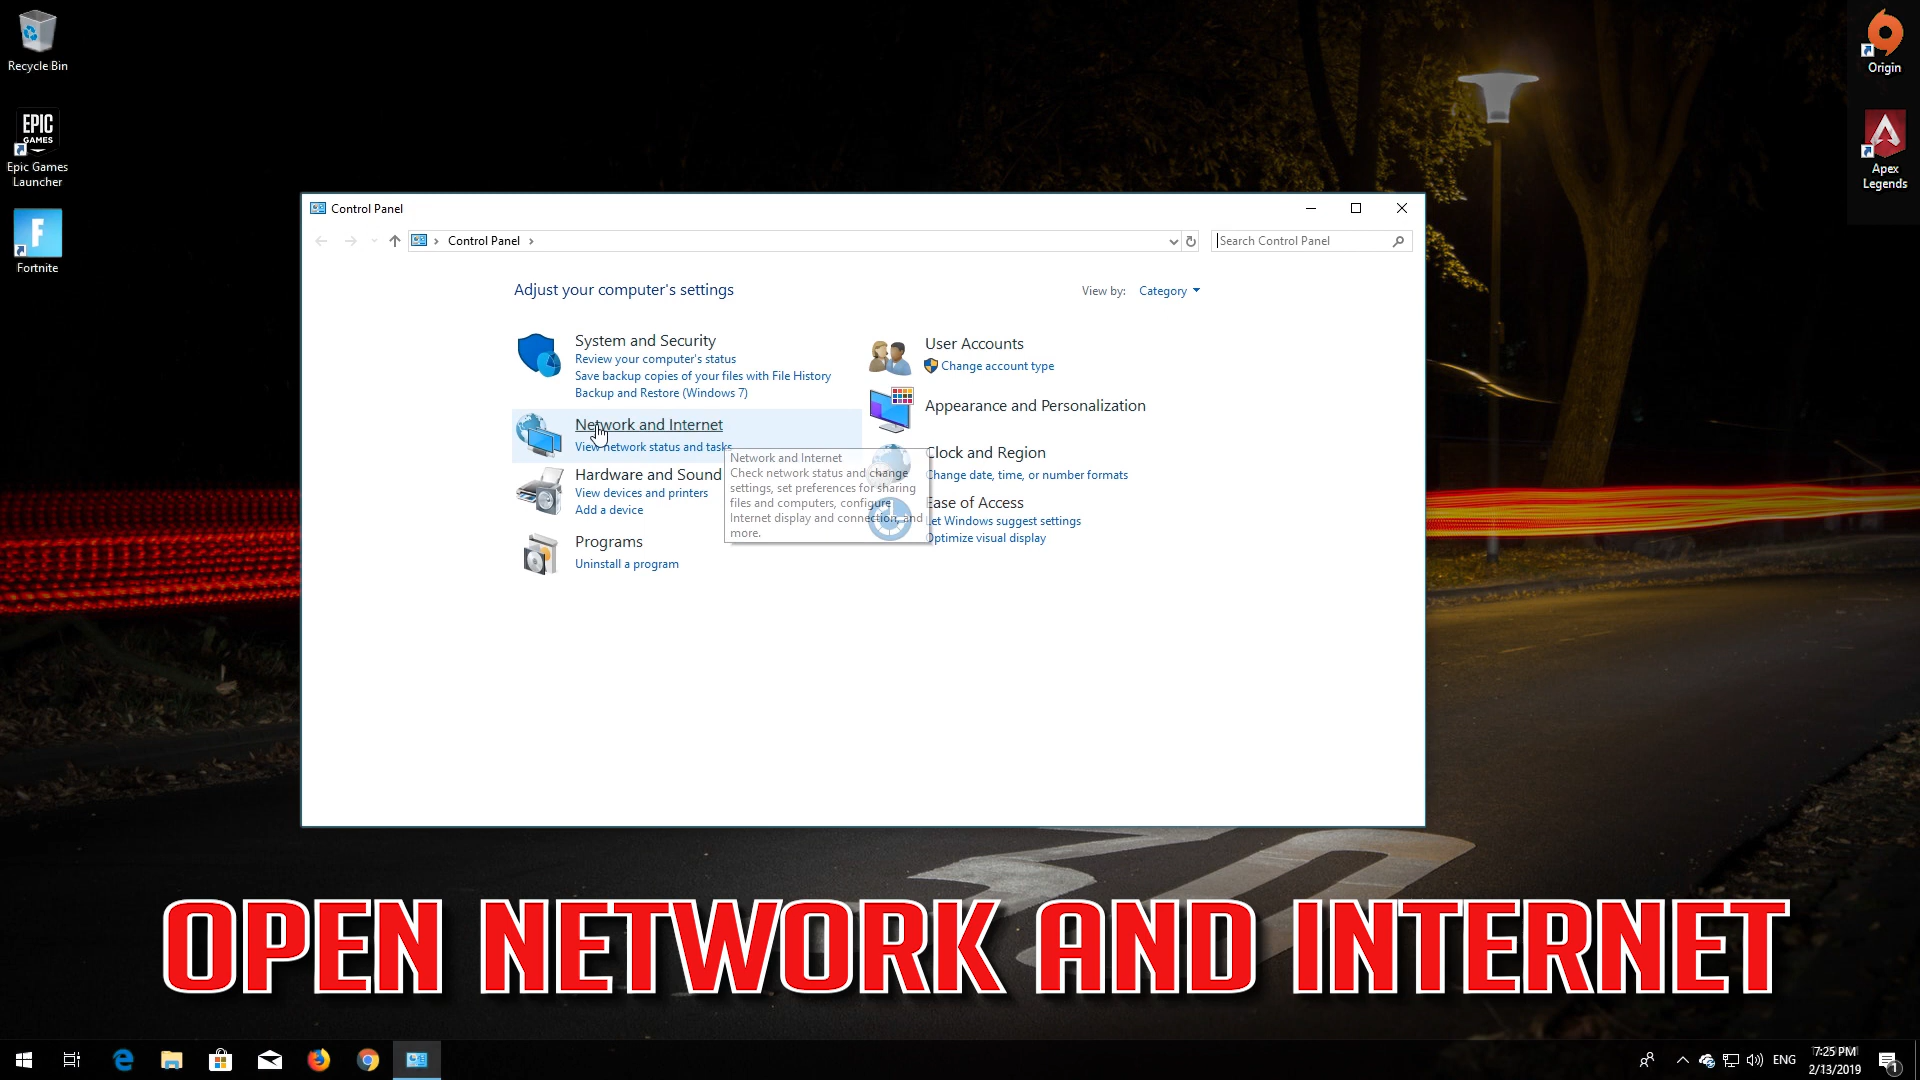 Recycle Bin
EPIC
GAMES
Epic Games
Launcher
F
Fortnite
Origin
Apex
Legends
Control Panel
Control Panel
Search Control Panel
Adjust your computer's settings
View by: Category
System and Security
Review your computer's status
Save backup copies of your files with File History
Backup and Restore (Windows 7)
Network and Internet
View network status and tasks
Hardware and Sound
View devices and printers
Add a device
Programs
Uninstall a program
User Accounts
Change account type
Appearance and Personalization
Clock and Region
Change date, time, or number formats
Ease of Access
Let Windows suggest settings
Optimize visual display
Network and Internet
Check network status and change
settings, set preferences for sharing
files and computers, configure
Internet display and connection, and
more.
OPEN NETWORK AND INTERNET
ENG
7:25 PM
2/13/2019
1